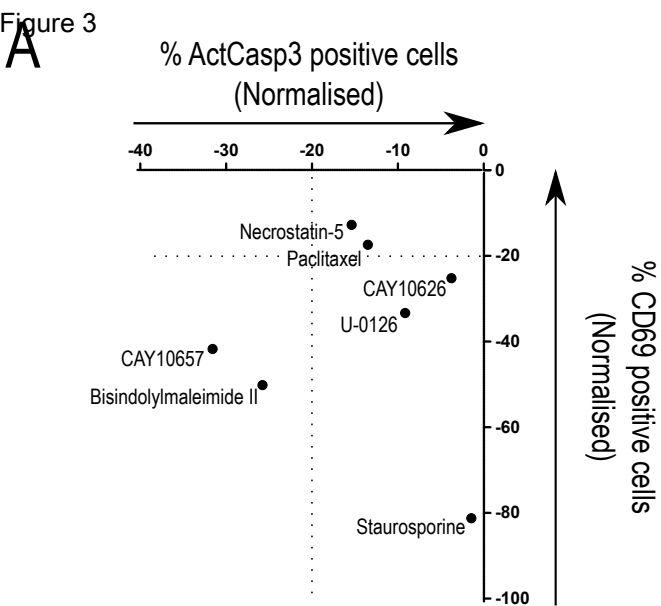 Figure 3
A
% ActCasp3 positive cells
(Normalised)
-40 -30 -20 -10 0
0
-20
-40
-60
-80
-100
Necrostatin-5
Paclitaxel
CAY10626
U-0126
CAY10657
Bisindolylmaleimide II
Staurosporine
% CD69 positive cells
(Normalised)